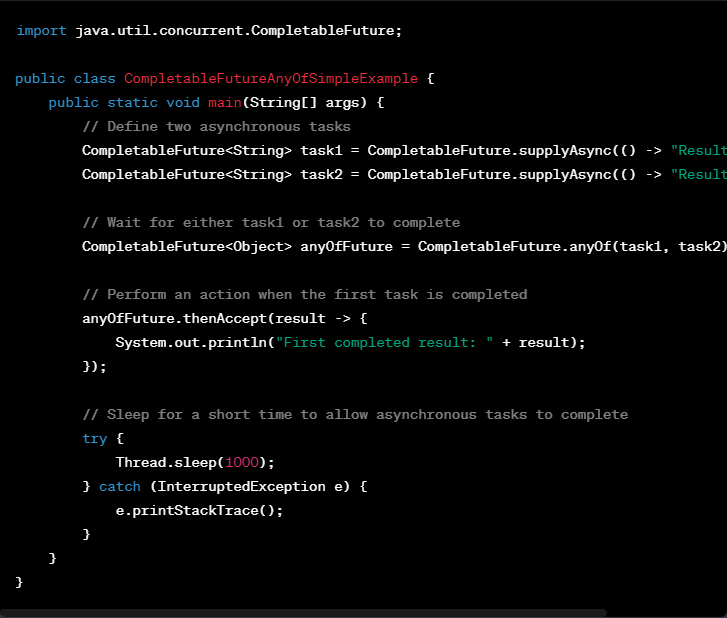 import java.util.concurrent.CompletableFuture;
public class CompletableFutureAnyOfSimpleExample {
    public static void main(String[] args) {
        // Define two asynchronous tasks
        CompletableFuture<String> task1 = CompletableFuture.supplyAsync(() -> "Result
        CompletableFuture<String> task2 = CompletableFuture.supplyAsync(() -> "Result
        // Wait for either task1 or task2 to complete
        CompletableFuture<Object> anyOfFuture = CompletableFuture.anyOf(task1, task2)
        // Perform an action when the first task is completed
        anyOfFuture.thenAccept(result -> {
            System.out.println("First completed result: " + result);
        });
        // Sleep for a short time to allow asynchronous tasks to complete
        try {
            Thread.sleep(1000);
        } catch (InterruptedException e) {
            e.printStackTrace();
        }
    }
}